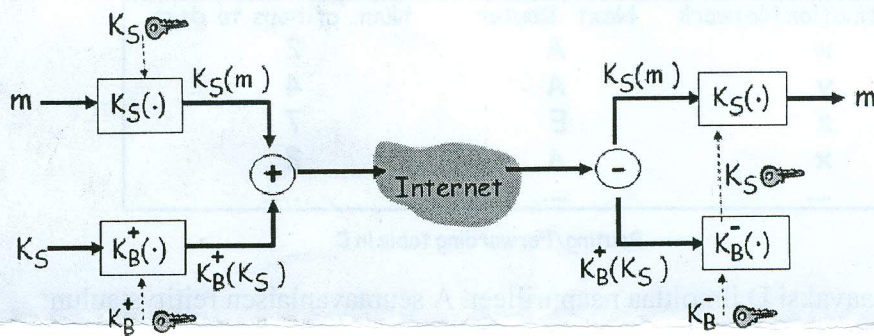 K_S
m K_S(·) K_S(m)
K_S(m) K_S(·) m
+ Internet -
K_S
K_S K_B^+(·) K_B^+(K_S)
K_B^+(K_S) K_B^-(·)
K_B^+
K_B^-